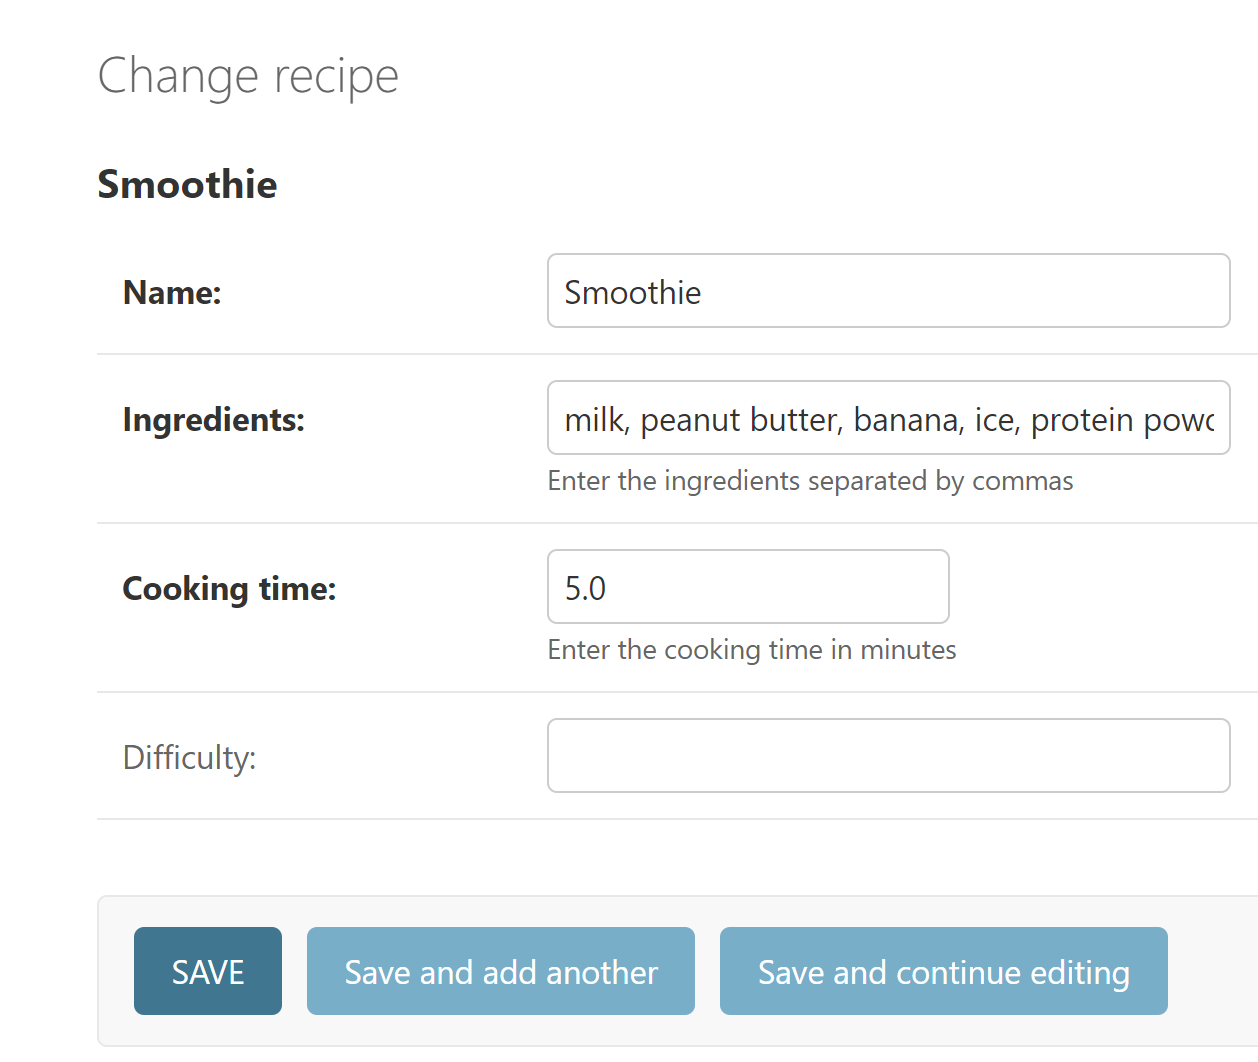 Change recipe
Smoothie
Name:
Smoothie
Ingredients:
milk, peanut butter, banana, ice, protein
Enter the ingredients separated by commas
Cooking time:
5.0
Enter the cooking time in minutes
Difficulty:
SAVE
Save and add another
Save and continue editing